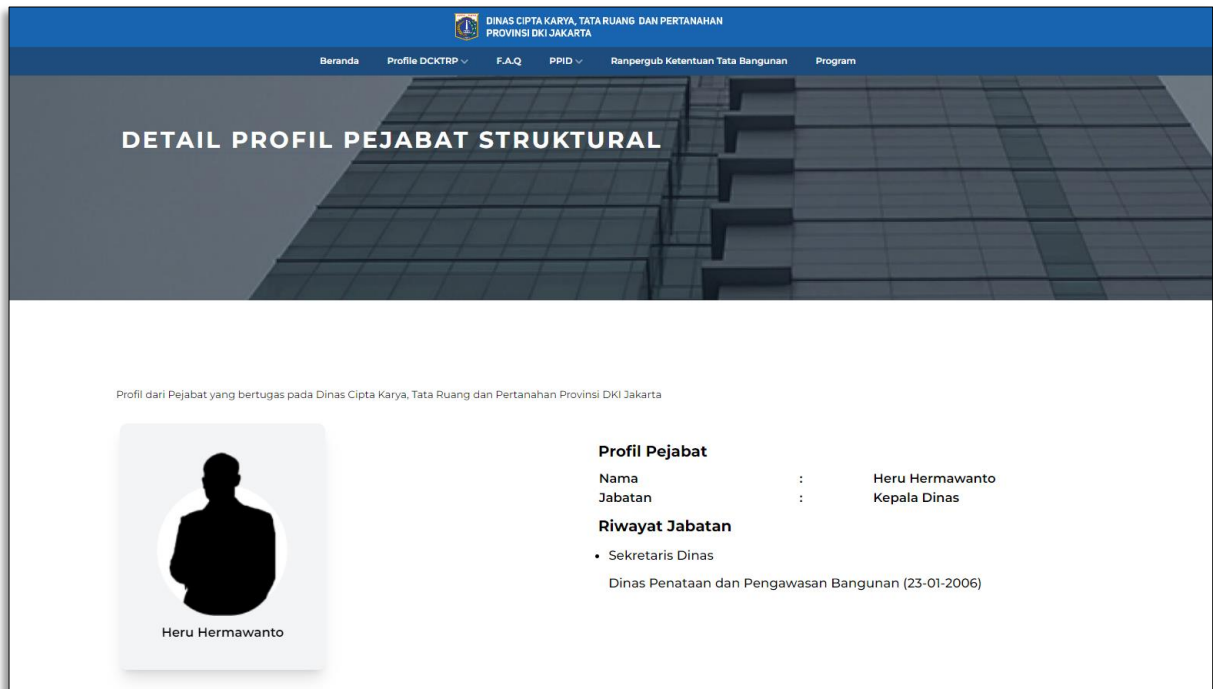 DINAS CIPTA KARYA, TATA RUANG DAN PERTANAHAN
PROVINSI DKI JAKARTA
Beranda Profile DCKTRP F.A.Q PPID Ranpergub Ketentuan Tata Bangunan Program
DETAIL PROFIL PEJABAT STRUKTURAL
Profil dari Pejabat yang bertugas pada Dinas Cipta Karya, Tata Ruang dan Pertanahan Provinsi DKI Jakarta
Heru Hermawanto
Profil Pejabat
Nama : Heru Hermawanto
Jabatan : Kepala Dinas
Riwayat Jabatan
• Sekretaris Dinas
Dinas Penataan dan Pengawasan Bangunan (23-01-2006)